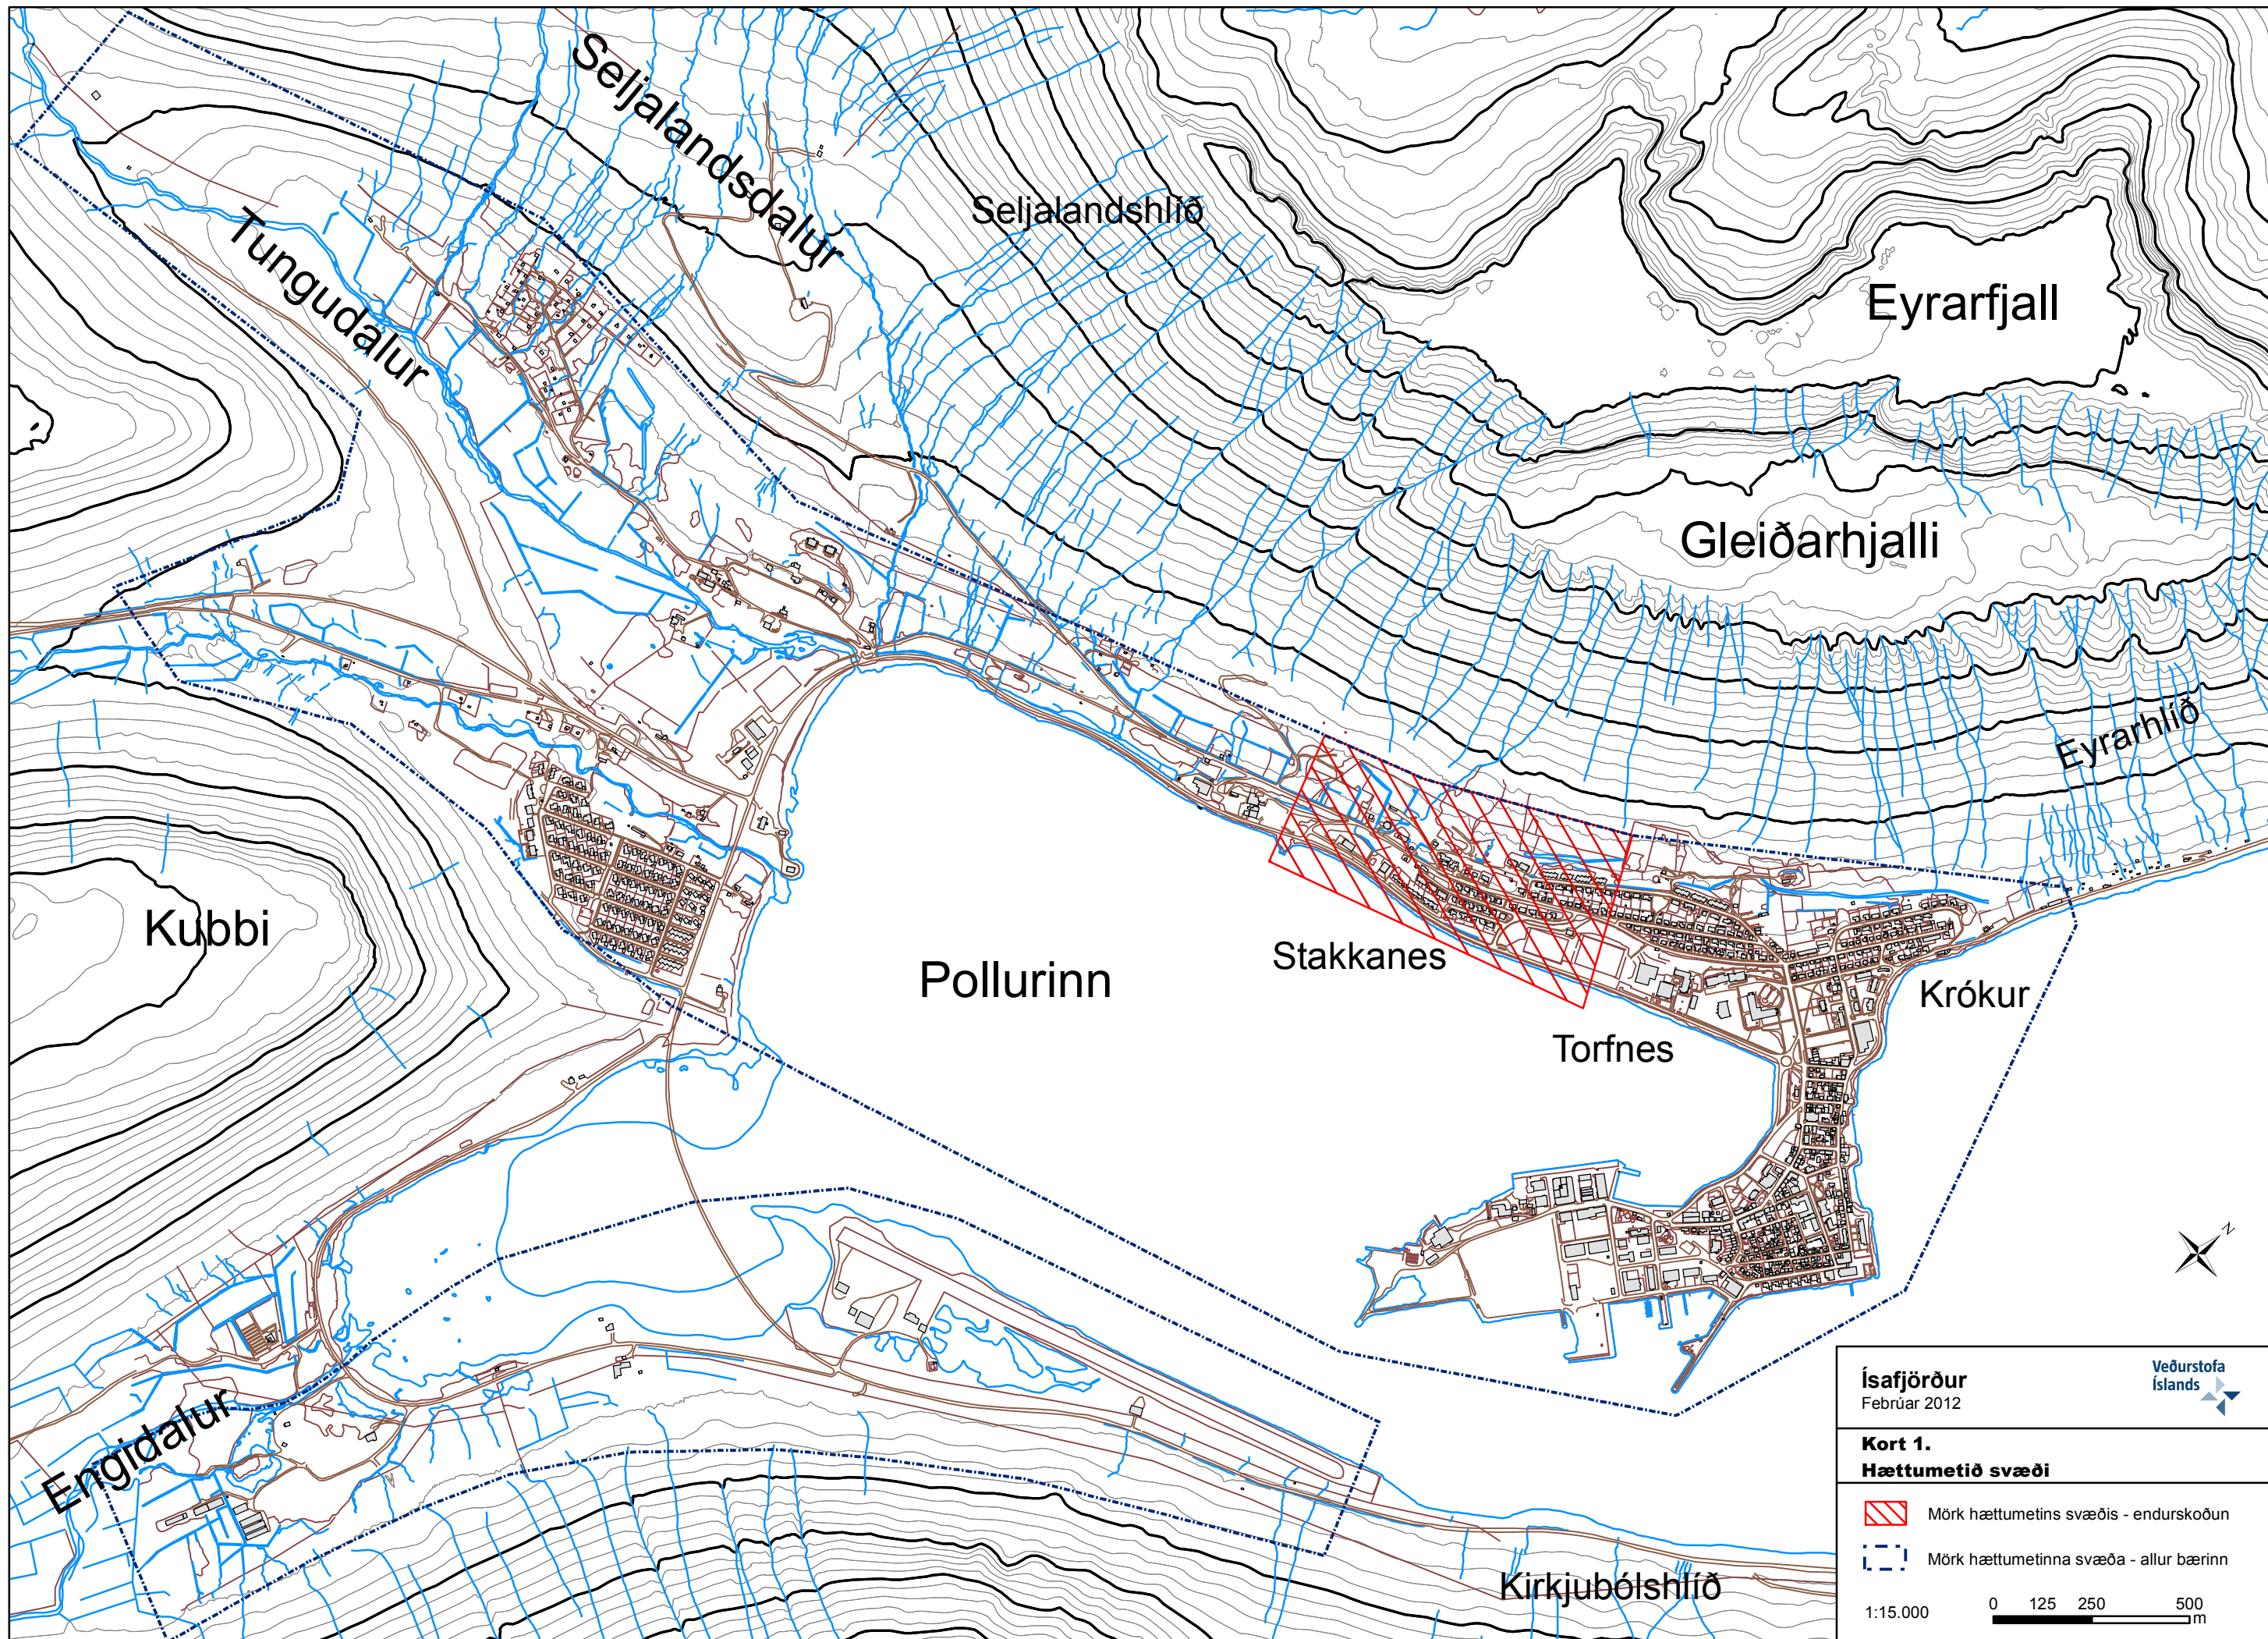 Seljalandsdalur
Seljalandshlíð
Tungudalur
Eyrarfjall
Gleiðarhjalli
Eyrarhlíð
Kubbi
Pollurinn
Stakkanes
Krókur
Torfnes
N
Engidalur
Kirkjubólshlíð
Ísafjörður
Febrúar 2012
Veðurstofa
Íslands
Kort 1.
Hættumetið svæði
Mörk hættumetins svæðis - endurskoðun
Mörk hættumetinna svæða - allur bærinn
1:15.000
0 125 250 500
m